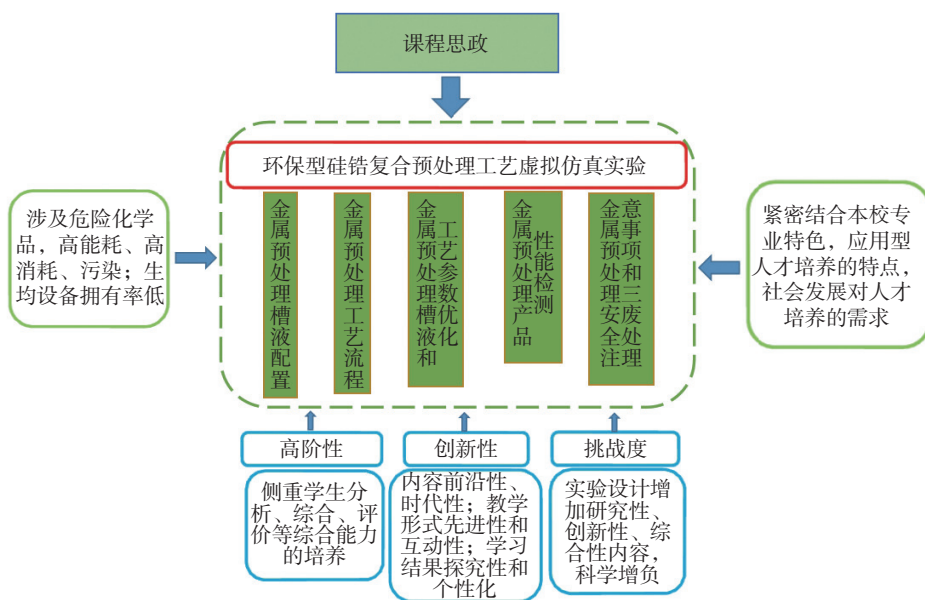 课程思政
环保型硅锆复合预处理工艺虚拟仿真实验
涉及危险化学
品，高能耗、高
消耗、污染；生
均设备拥有率低
金属预处理槽液配置
金属预处理工艺流程
金属预处理槽液和
工艺参数优化
金属预处理产品
性能检测
金属预处理安全注
意事项和三废处理
紧密结合本校专
业特色，应用型
人才培养的特点，
社会发展对人才
培养的需求
高阶性
侧重学生分
析、综合、评
价等综合能力
的培养
创新性
内容前沿性、
时代性；教学
形式先进性和
互动性；学习
结果探究性和
个性化
挑战度
实验设计增
加研究性、
创新性、综
合性内容，
科学增负